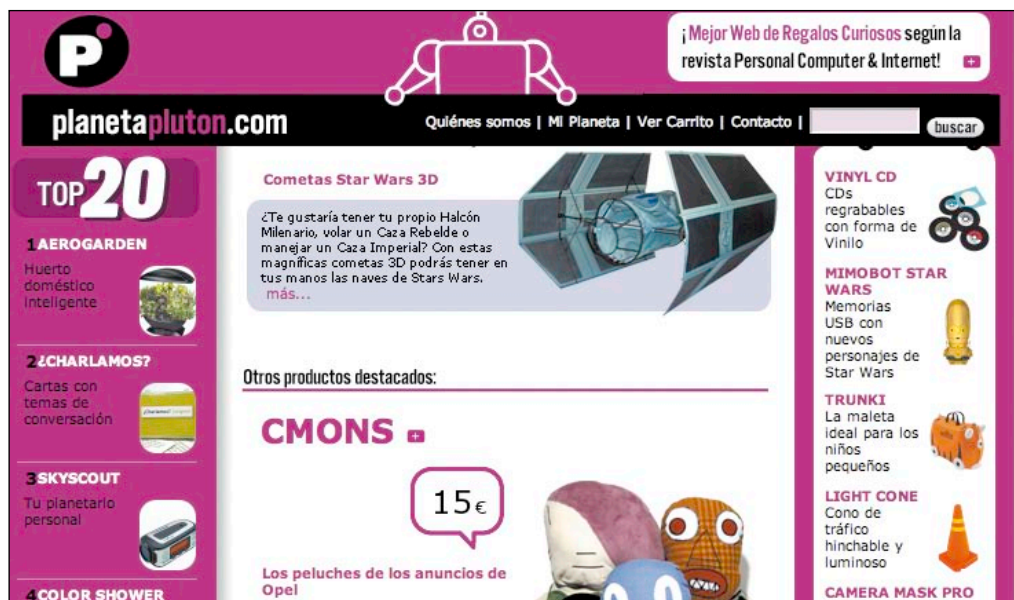 P
¡Mejor Web de Regalos Curiosos según la
revista Personal Computer & Internet!
planetapluton.com
Quiénes somos | Mi Planeta | Ver Carrito | Contacto |
buscar
TOP 20
1 AEROGARDEN
Huerto
doméstico
inteligente
2 ¿CHARLAMOS?
Cartas con
temas de
conversación
3 SKYSCOUT
Tu planetario
personal
4 COLOR SHOWER
Cometas Star Wars 3D
¿Te gustaría tener tu propio Halcón
Milenario, volar un Caza Rebelde o
manejar un Caza Imperial? Con estas
magníficas cometas 3D podrás tener en
tus manos las naves de Stars Wars.
más...
Otros productos destacados:
CMONS
15€
Los peluches de los anuncios de
Opel
VINYL CD
CDs
regrabables
con forma de
Vinilo
MIMOBOT STAR
WARS
Memorias
USB con
nuevos
personajes de
Star Wars
TRUNKI
La maleta
ideal para los
niños
pequeños
LIGHT CONE
Cono de
tráfico
hinchable y
luminoso
CAMERA MASK PRO